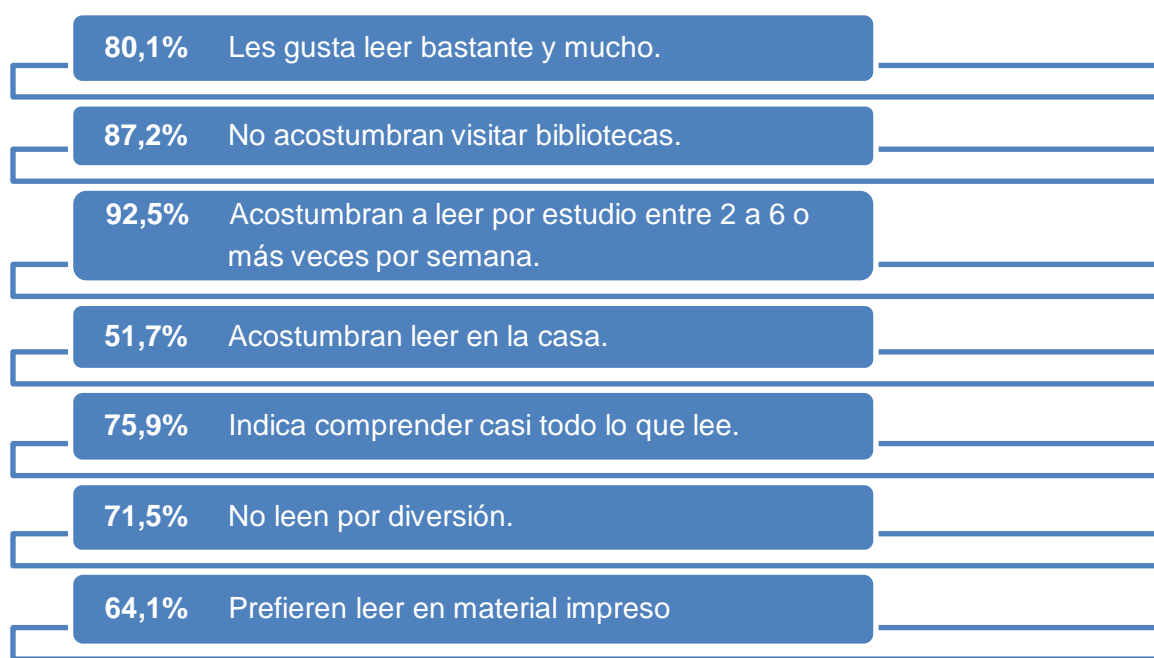 80,1% Les gusta leer bastante y mucho.
87,2% No acostumbran visitar bibliotecas.
92,5% Acostumbran a leer por estudio entre 2 a 6 o
más veces por semana.
51,7% Acostumbran leer en la casa.
75,9% Indica comprender casi todo lo que lee.
71,5% No leen por diversión.
64,1% Prefieren leer en material impreso